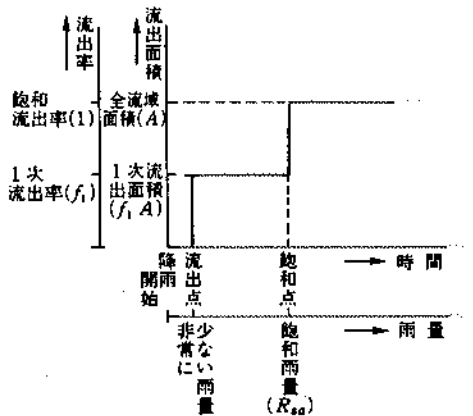 流出率
流出面積
飽和
流出率(1)
全流域
面積(A)
1次
流出率(f₁)
1次流
出面積
(f₁ A)
時間
降雨
開始
流出点
飽和点
雨量
非常に
少ない雨量
飽和雨量
(R_sa)